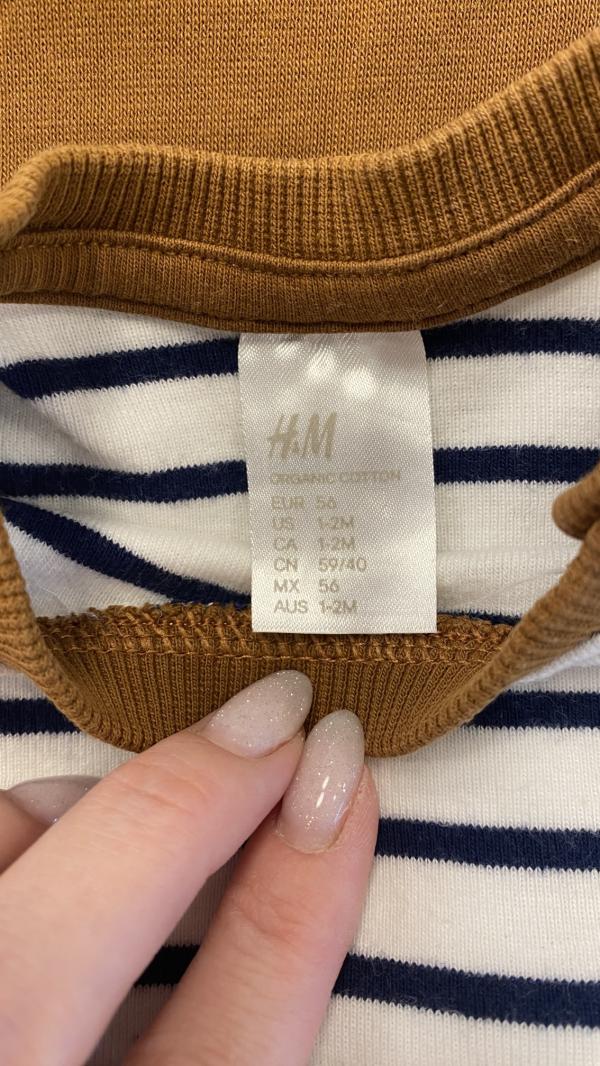 H&M
ORGANIC COTTON
EUR 56
US 1-2M
CA 1-2M
CN 59/40
MX 56
AUS 1-2M